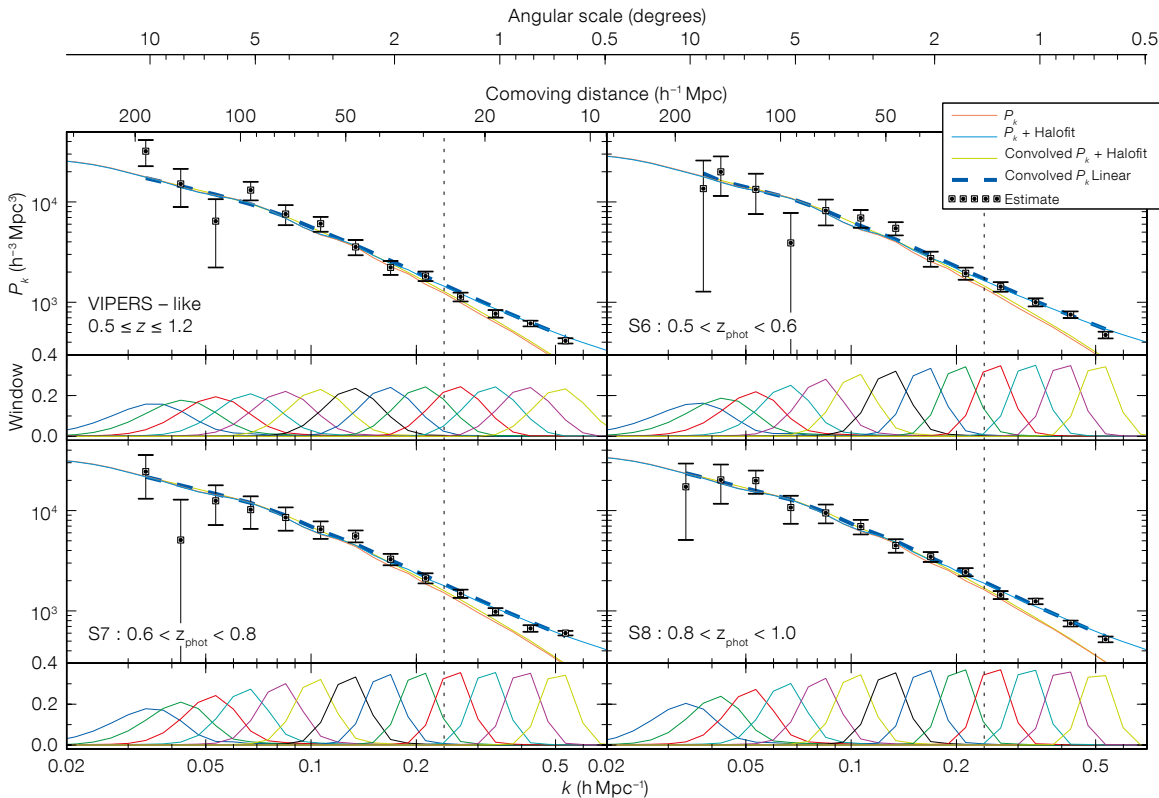 Angular scale (degrees)
10 5 2 1 0.5 10 5 2 1 0.5
Comoving distance (h⁻¹ Mpc)
200 100 50 20 10 200 100 50
P_k
P_k + Halofit
Convolved P_k + Halofit
Convolved P_k Linear
Estimate
P_k (h⁻³ Mpc³)
10⁴
10³
0.4
VIPERS – like
0.5 ≤ z ≤ 1.2
S6 : 0.5 < z_phot < 0.6
Window
0.2
0.0
10⁴
10³
0.4
S7 : 0.6 < z_phot < 0.8
S8 : 0.8 < z_phot < 1.0
0.2
0.0
0.02 0.05 0.1 0.2 0.5 0.02 0.05 0.1 0.2 0.5
k (h Mpc⁻¹)